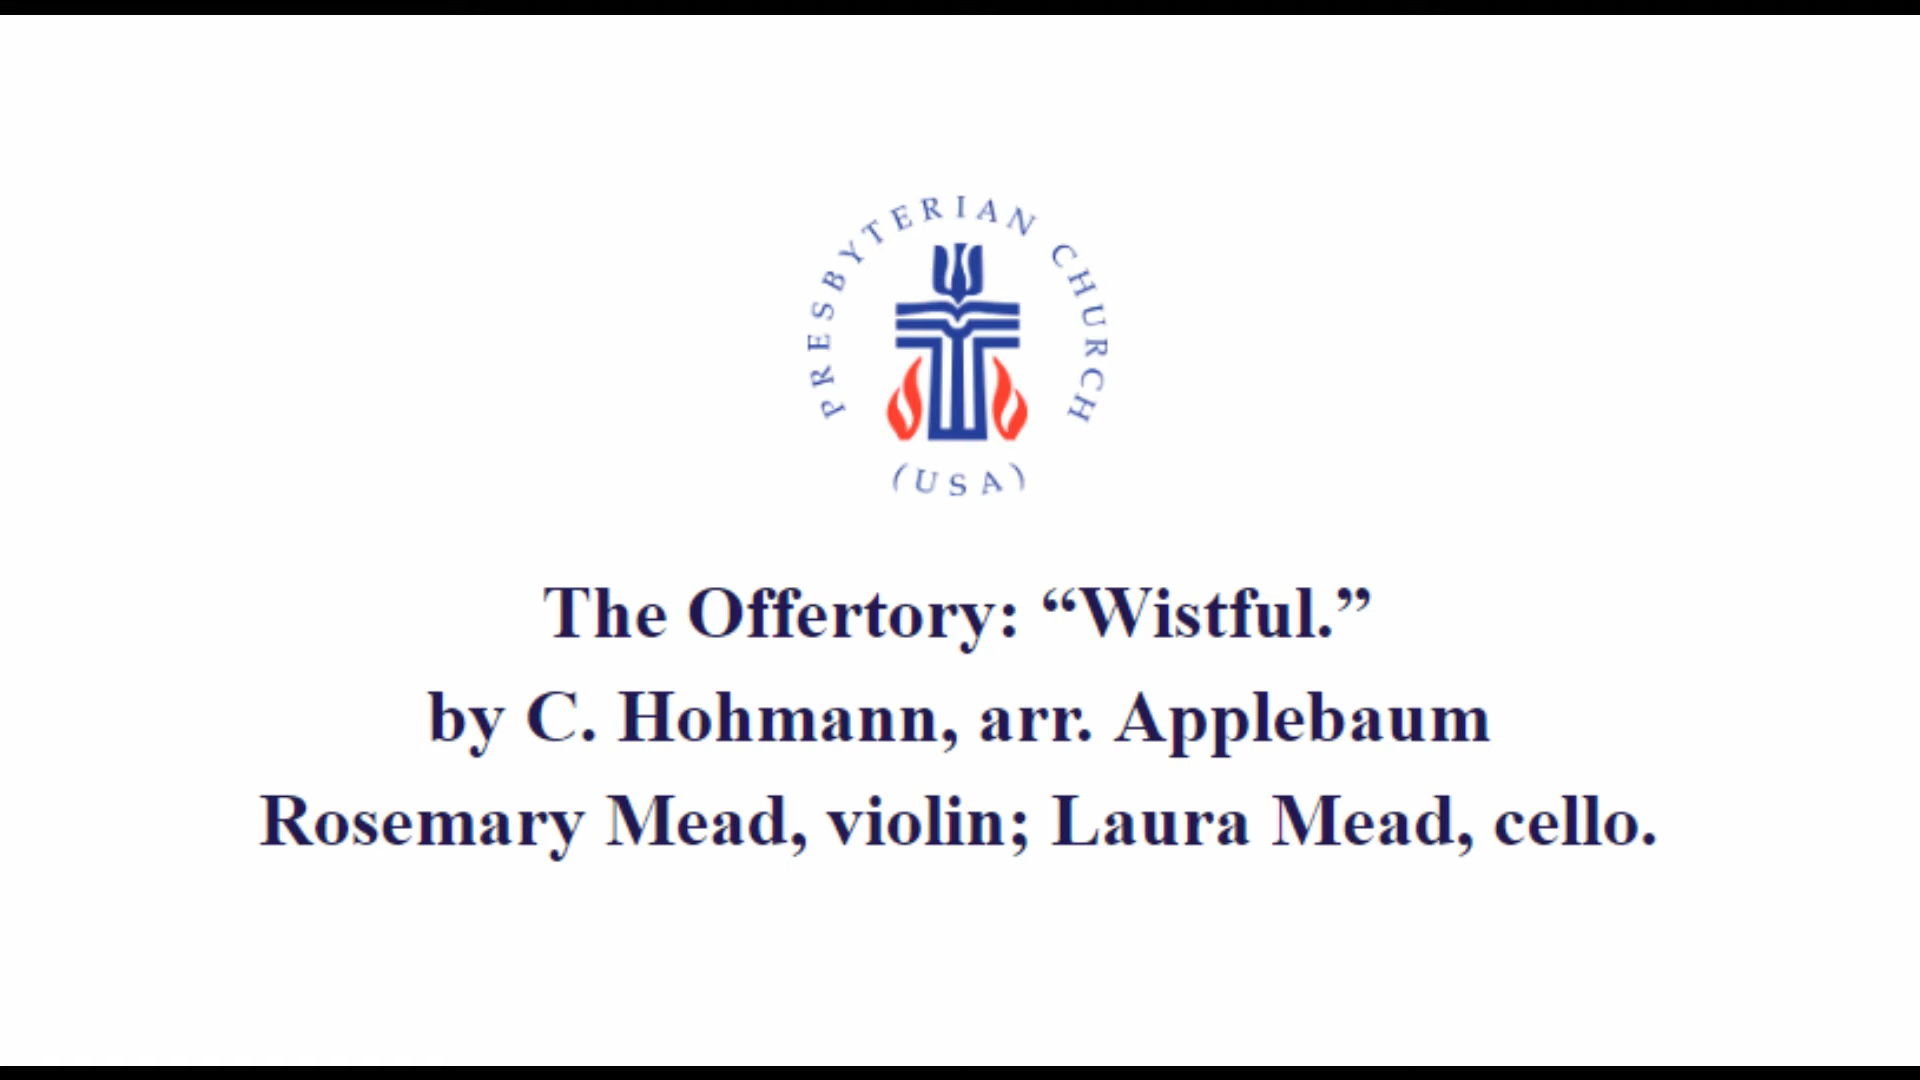 PRESBYTERIAN CHURCH
(USA)
The Offertory: “Wistful.”
by C. Hohmann, arr. Applebaum
Rosemary Mead, violin; Laura Mead, cello.